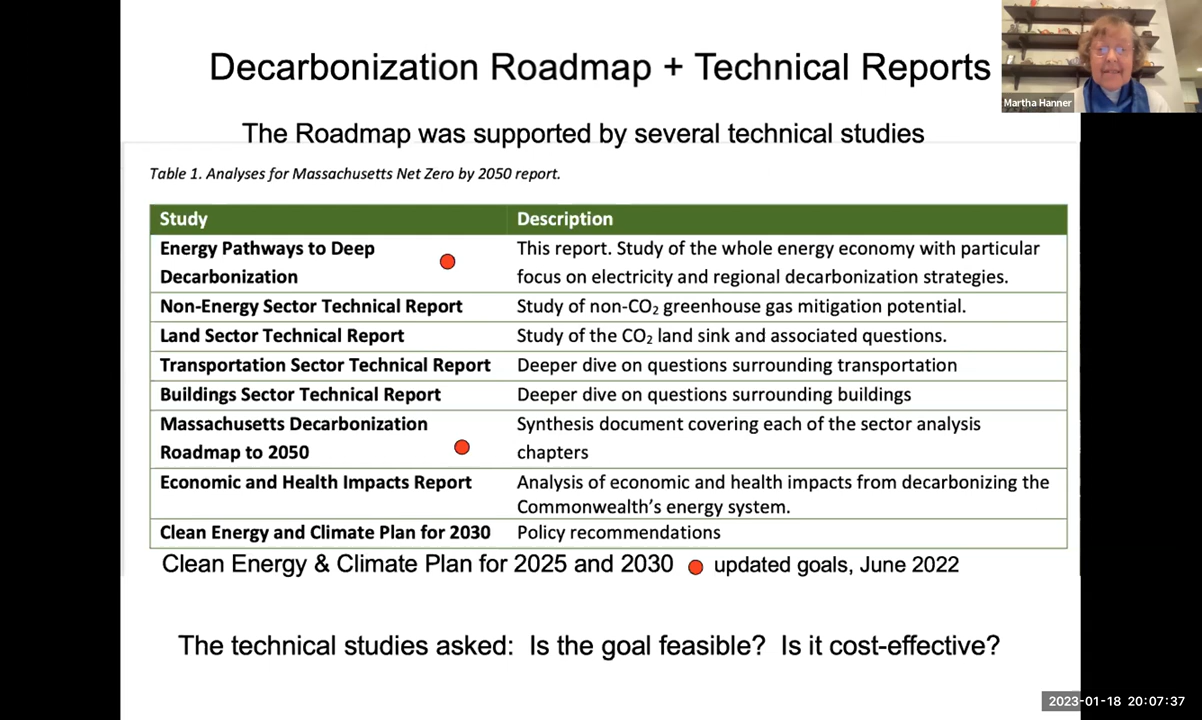 Decarbonization Roadmap + Technical Reports
Martha Hanner
The Roadmap was supported by several technical studies
Table 1. Analyses for Massachusetts Net Zero by 2050 report.
Study Description
Energy Pathways to Deep
Decarbonization
This report. Study of the whole energy economy with particular
focus on electricity and regional decarbonization strategies.
Non-Energy Sector Technical Report Study of non-CO₂ greenhouse gas mitigation potential.
Land Sector Technical Report Study of the CO₂ land sink and associated questions.
Transportation Sector Technical Report Deeper dive on questions surrounding transportation
Buildings Sector Technical Report Deeper dive on questions surrounding buildings
Massachusetts Decarbonization
Roadmap to 2050
Synthesis document covering each of the sector analysis
chapters
Economic and Health Impacts Report Analysis of economic and health impacts from decarbonizing the
Commonwealth’s energy system.
Clean Energy and Climate Plan for 2030 Policy recommendations
Clean Energy & Climate Plan for 2025 and 2030 updated goals, June 2022
The technical studies asked: Is the goal feasible? Is it cost-effective?
2023-01-18 20:07:37